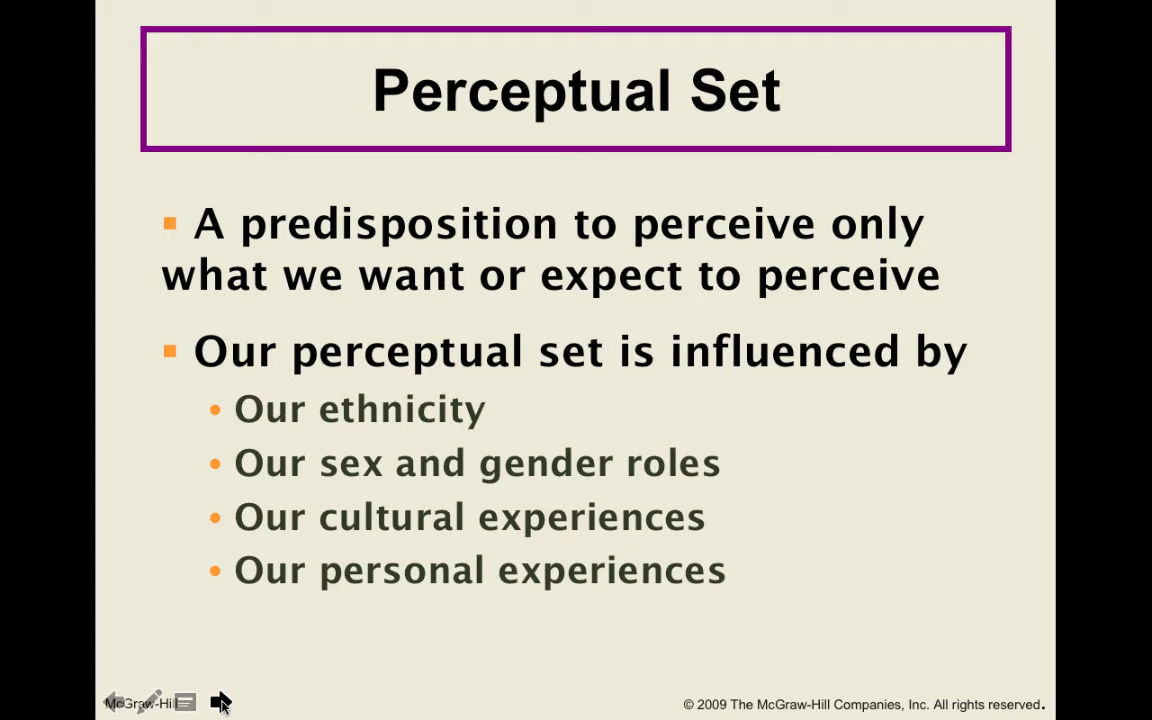 Perceptual Set
▪ A predisposition to perceive only
what we want or expect to perceive
▪ Our perceptual set is influenced by
• Our ethnicity
• Our sex and gender roles
• Our cultural experiences
• Our personal experiences
McGraw-Hill
© 2009 The McGraw-Hill Companies, Inc. All rights reserved.